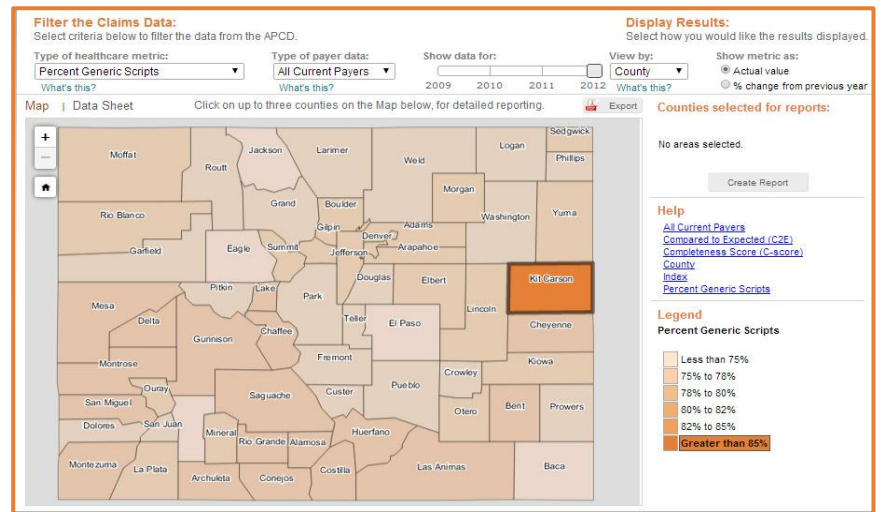 Filter the Claims Data:
Select criteria below to filter the data from the APCD.
Display Results:
Select how you would like the results displayed.
Type of healthcare metric:
Percent Generic Scripts
What's this?
Type of payer data:
All Current Payers
What's this?
Show data for:
2009 2010 2011 2012
View by:
County
What's this?
Show metric as:
Actual value
% change from previous year
Map | Data Sheet
Click on up to three counties on the Map below, for detailed reporting.
Export
+
−
Moffat
Routt
Jackson
Larimer
Weld
Logan
Sedgwick
Phillips
Morgan
Rio Blanco
Grand
Boulder
Washington
Yuma
Gilpin
Adams
Denver
Garfield
Eagle
Summit
Jefferson
Arapahoe
Pitkin
Lake
Park
Douglas
Elbert
Kit Carson
Mesa
Lincoln
Delta
Chaffee
Teller
El Paso
Cheyenne
Gunnison
Montrose
Fremont
Kiowa
Crowley
Ouray
Pueblo
San Miguel
Saguache
Custer
Otero
Bent
Prowers
Dolores
San Juan
Mineral
Huerfano
Rio Grande
Alamosa
Montezuma
La Plata
Archuleta
Conejos
Costilla
Las Animas
Baca
Counties selected for reports:
No areas selected.
Create Report
Help
All Current Payers
Compared to Expected (C2E)
Completeness Score (C-score)
County
Index
Percent Generic Scripts
Legend
Percent Generic Scripts
Less than 75%
75% to 78%
78% to 80%
80% to 82%
82% to 85%
Greater than 85%